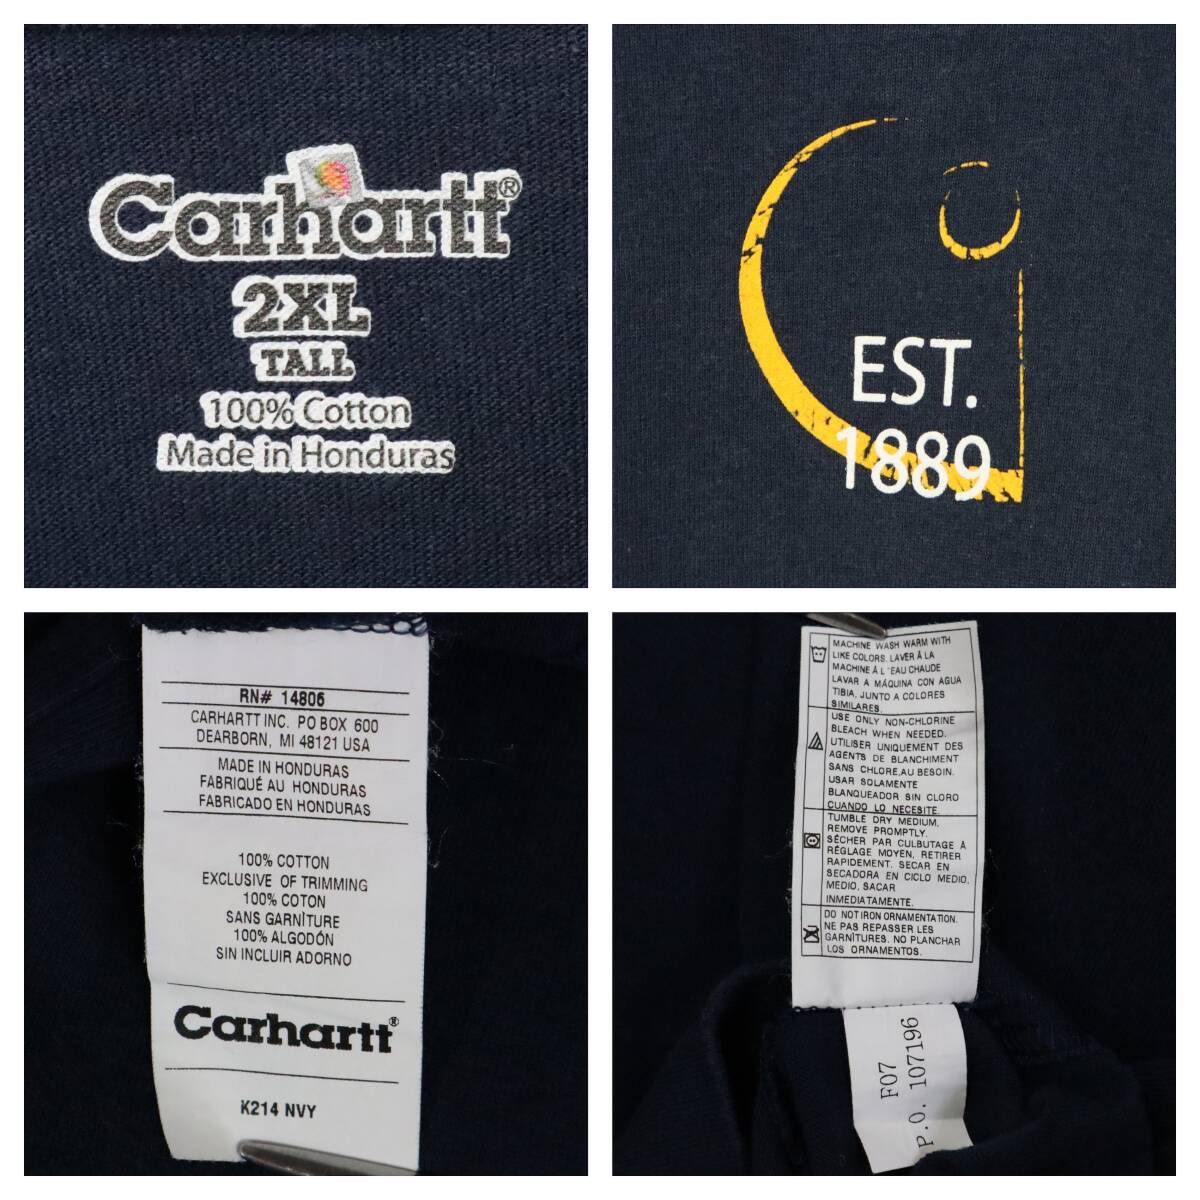 Carhartt®
2XL
TALL
100% Cotton
Made in Honduras
EST.
1889
RN# 14806
CARHARTT INC. PO BOX 600
DEARBORN, MI 48121 USA
MADE IN HONDURAS
FABRIQUÉ AU HONDURAS
FABRICADO EN HONDURAS
100% COTTON
EXCLUSIVE OF TRIMMING
100% COTON
SANS GARNÎTURE
100% ALGODÓN
SIN INCLUIR ADORNO
Carhartt®
K214 NVY
MACHINE WASH WARM WITH
LIKE COLORS. LAVER À LA
MACHINE À L'EAU CHAUDE
LAVAR A MÁQUINA CON AGUA
TIBIA, JUNTO A COLORES
SIMILARES.
USE ONLY NON-CHLORINE
BLEACH WHEN NEEDED.
UTILISER UNIQUEMENT DES
AGENTS DE BLANCHIMENT
SANS CHLORE,AU BESOIN.
USAR SOLAMENTE
BLANQUEADOR SIN CLORO
CUANDO LO NECESITE.
TUMBLE DRY MEDIUM,
REMOVE PROMPTLY.
SÉCHER PAR CULBUTAGE À
RÉGLAGE MOYEN, RETIRER
RAPIDEMENT. SECAR EN
SECADORA EN CICLO MEDIO,
MEDIO, SACAR
INMEDIATAMENTE.
DO NOT IRON ORNAMENTATION.
NE PAS REPASSER LES
GARNÎTURES. NO PLANCHAR
LOS ORNAMENTOS.
F07
P.O. 107196